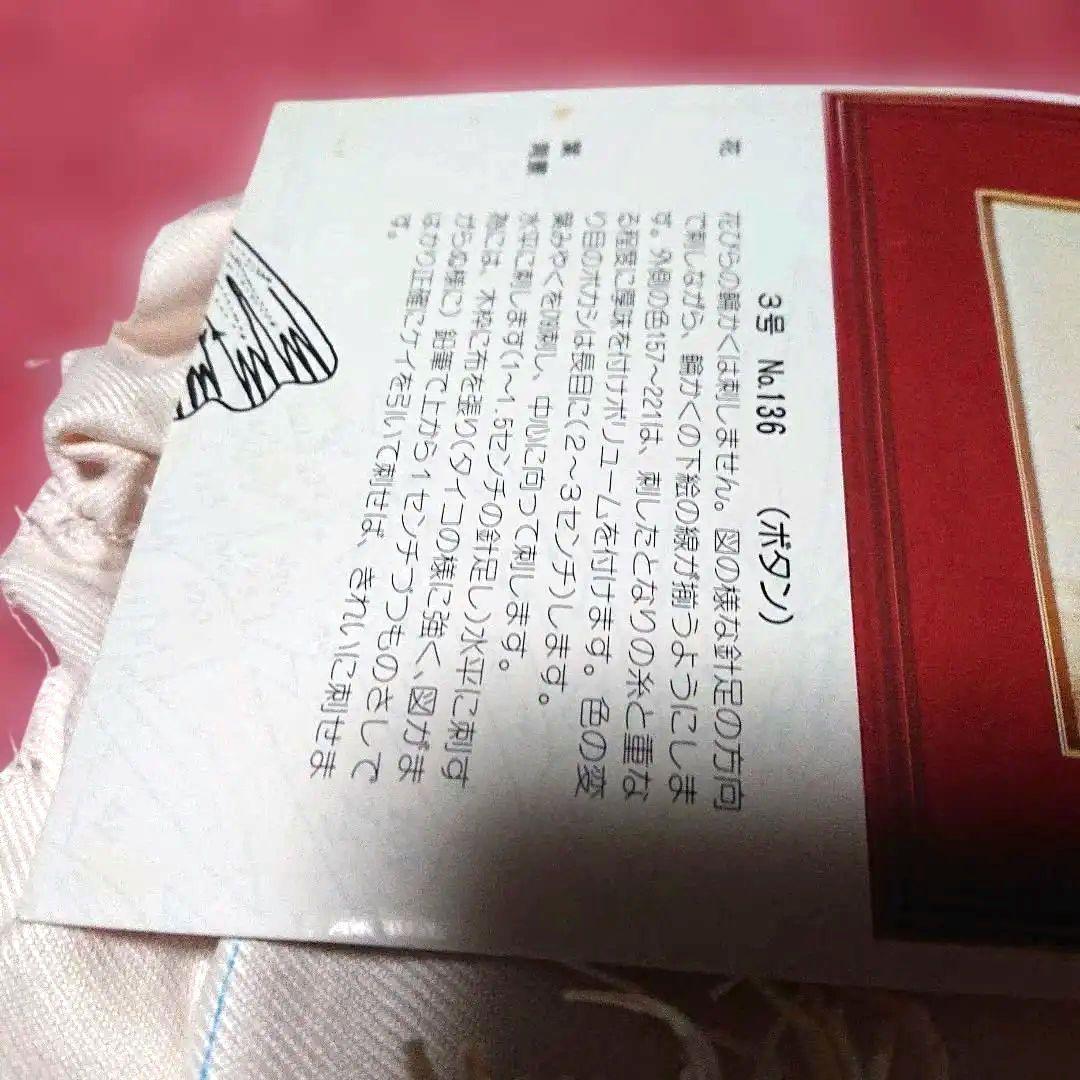 3号 No.136 (ボタン)
花 花びらの輪かくは刺しません。図の様な針足の方向
で刺しながら、輪かくの下絵の線が揃うようにしま
す。外側の色157〜221は、刺したとなりの糸と重な
る程度に厚味を付けボリュームを付けます。色の変
り目のボカシは長目に(2〜3センチ)します。
葉 葉みやくを 刺し、中心に向って刺します。
背景 水平に刺します(1〜1.5センチの針足し)水平に刺す
為には、木枠に布を張り(タイコの様に強く、図がま
がらぬ様に)鉛筆で上から1センチづつものさして
はかり正確にケイを引いて刺せば、きれいに刺せま
す。